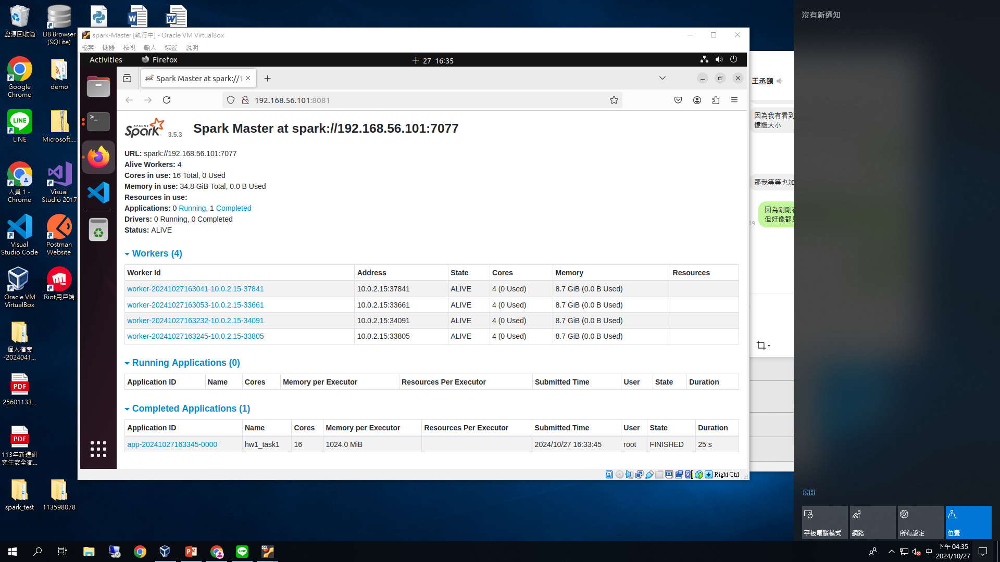 資源回收筒
DB Browser
(SQLite)
Google
Chrome
demo
LINE
Microsoft....
人員 1 -
Chrome
Visual
Studio 2017
Visual
Studio Code
Postman
Website
Oracle VM
VirtualBox
Riot用戶端
個人檔案
-2024041...
PDF
25601133...
PDF
113年新進研
究生安全衛...
spark_test
113598078
spark-Master [執行中] - Oracle VM VirtualBox
檔案 機器 檢視 輸入 裝置 說明
Activities Firefox
27 16:35
Spark Master at spark://1
192.168.56.101:8081
APACHE Spark 3.5.3
Spark Master at spark://192.168.56.101:7077
URL: spark://192.168.56.101:7077
Alive Workers: 4
Cores in use: 16 Total, 0 Used
Memory in use: 34.8 GiB Total, 0.0 B Used
Resources in use:
Applications: 0 Running, 1 Completed
Drivers: 0 Running, 0 Completed
Status: ALIVE
Workers (4)
Worker Id Address State Cores Memory Resources
worker-20241027163041-10.0.2.15-37841 10.0.2.15:37841 ALIVE 4 (0 Used) 8.7 GiB (0.0 B Used)
worker-20241027163053-10.0.2.15-33661 10.0.2.15:33661 ALIVE 4 (0 Used) 8.7 GiB (0.0 B Used)
worker-20241027163232-10.0.2.15-34091 10.0.2.15:34091 ALIVE 4 (0 Used) 8.7 GiB (0.0 B Used)
worker-20241027163245-10.0.2.15-33805 10.0.2.15:33805 ALIVE 4 (0 Used) 8.7 GiB (0.0 B Used)
Running Applications (0)
Application ID Name Cores Memory per Executor Resources Per Executor Submitted Time User State Duration
Completed Applications (1)
Application ID Name Cores Memory per Executor Resources Per Executor Submitted Time User State Duration
app-20241027163345-0000 hw1_task1 16 1024.0 MiB 2024/10/27 16:33:45 root FINISHED 25 s
Right Ctrl
王丞頤
因為我有看到
憶體大小
那我等等也加
因為剛剛
但好像都
19
沒有新通知
展開
平板電腦模式
網路
所有設定
位置
中
下午 04:35
2024/10/27